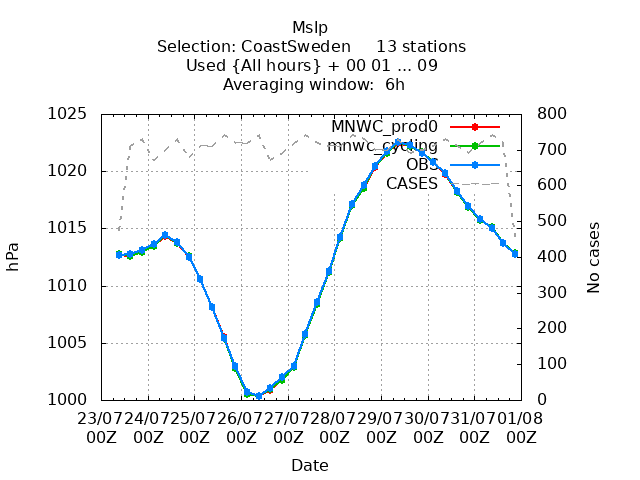 Mslp
Selection: CoastSweden 13 stations
Used {All hours} + 00 01 ... 09
Averaging window: 6h
1025 800
MNWC_prod0
mnwc_cycling
OBS
CASES
1020 700
600
1015 500
hPa
No cases
1010 400
300
1005 200
100
1000 0
23/07 24/07 25/07 26/07 27/07 28/07 29/07 30/07 31/07 01/08
00Z 00Z 00Z 00Z 00Z 00Z 00Z 00Z 00Z 00Z
Date